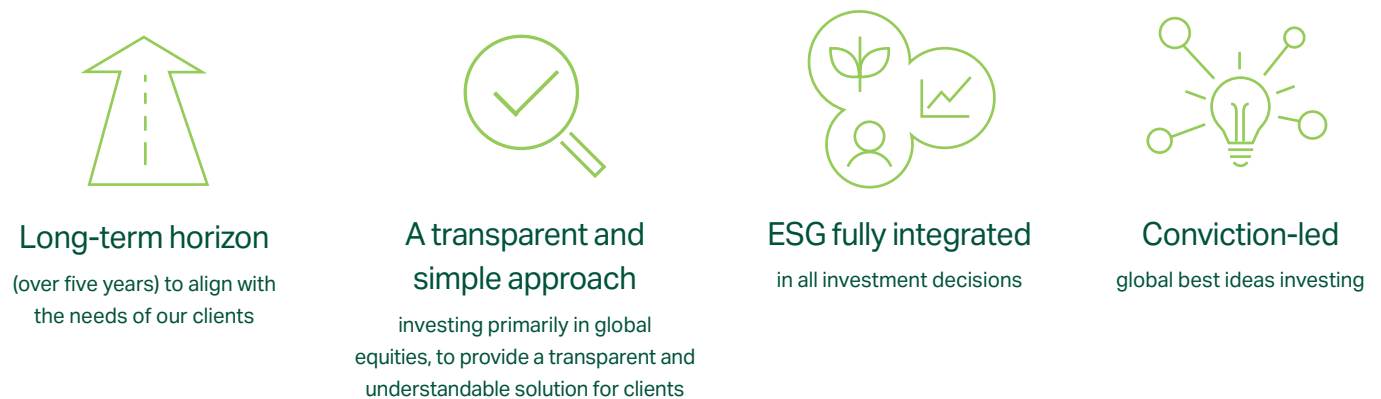 Long-term horizon
(over five years) to align with
the needs of our clients
A transparent and
simple approach
investing primarily in global
equities, to provide a transparent and
understandable solution for clients
ESG fully integrated
in all investment decisions
Conviction-led
global best ideas investing